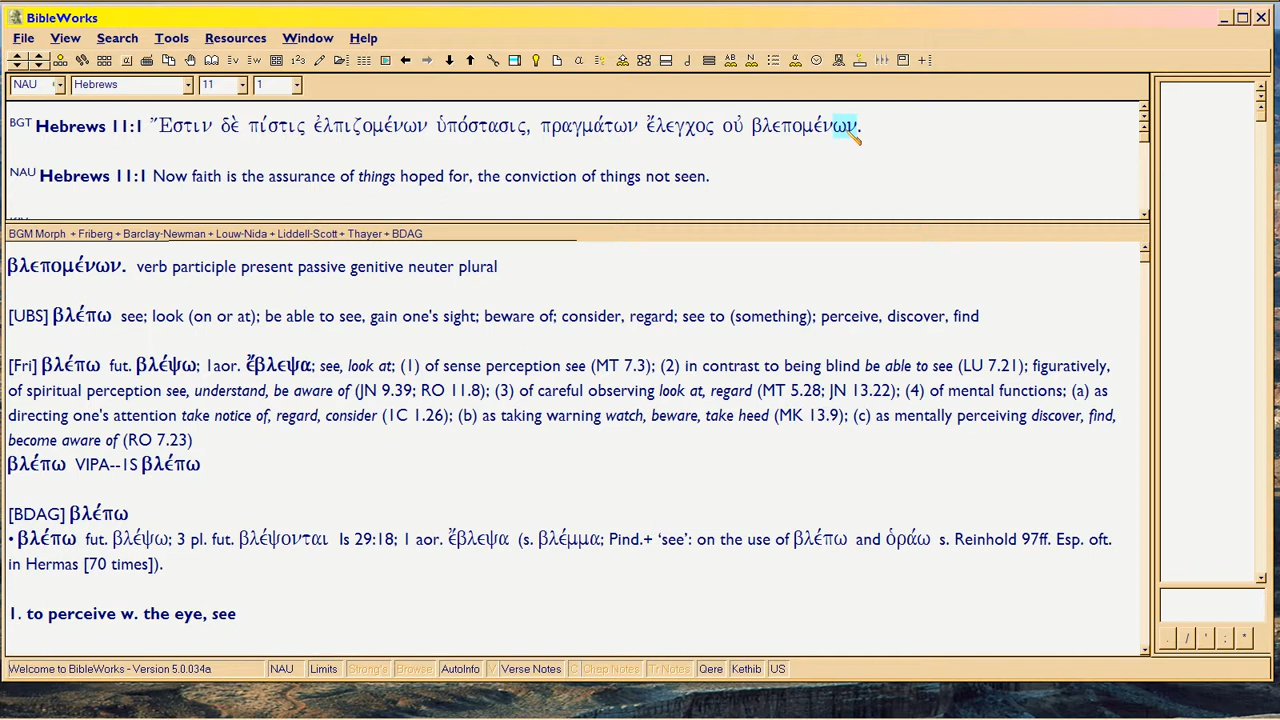 BibleWorks
File View Search Tools Resources Window Help
NAU Hebrews 11 1
BGT Hebrews 11:1 Ἔστιν δὲ πίστις ἐλπιζομένων ὑπόστασις, πραγμάτων ἔλεγχος οὐ βλεπομένων.
NAU Hebrews 11:1 Now faith is the assurance of things hoped for, the conviction of things not seen.
BGM Morph + Friberg + Barclay-Newman + Louw-Nida + Liddell-Scott + Thayer + BDAG
βλεπομένων. verb participle present passive genitive neuter plural
[UBS] βλέπω see; look (on or at); be able to see, gain one's sight; beware of; consider, regard; see to (something); perceive, discover, find
[Fri] βλέπω fut. βλέψω; 1aor. ἔβλεψα; see, look at; (1) of sense perception see (MT 7.3); (2) in contrast to being blind be able to see (LU 7.21); figuratively,
of spiritual perception see, understand, be aware of (JN 9.39; RO 11.8); (3) of careful observing look at, regard (MT 5.28; JN 13.22); (4) of mental functions; (a) as
directing one's attention take notice of, regard, consider (1C 1.26); (b) as taking warning watch, beware, take heed (MK 13.9); (c) as mentally perceiving discover, find,
become aware of (RO 7.23)
βλέπω VIPA--1S βλέπω
[BDAG] βλέπω
• βλέπω fut. βλέψω; 3 pl. fut. βλέψονται Is 29:18; 1 aor. ἔβλεψα (s. βλέμμα; Pind.+ ‘see’: on the use of βλέπω and ὁράω s. Reinhold 97ff. Esp. oft.
in Hermas [70 times]).
1. to perceive w. the eye, see
Welcome to BibleWorks - Version 5.0.034a NAU Limits Strong's Browse AutoInfo V Verse Notes C Chap Notes Tr Notes Qere Kethib US